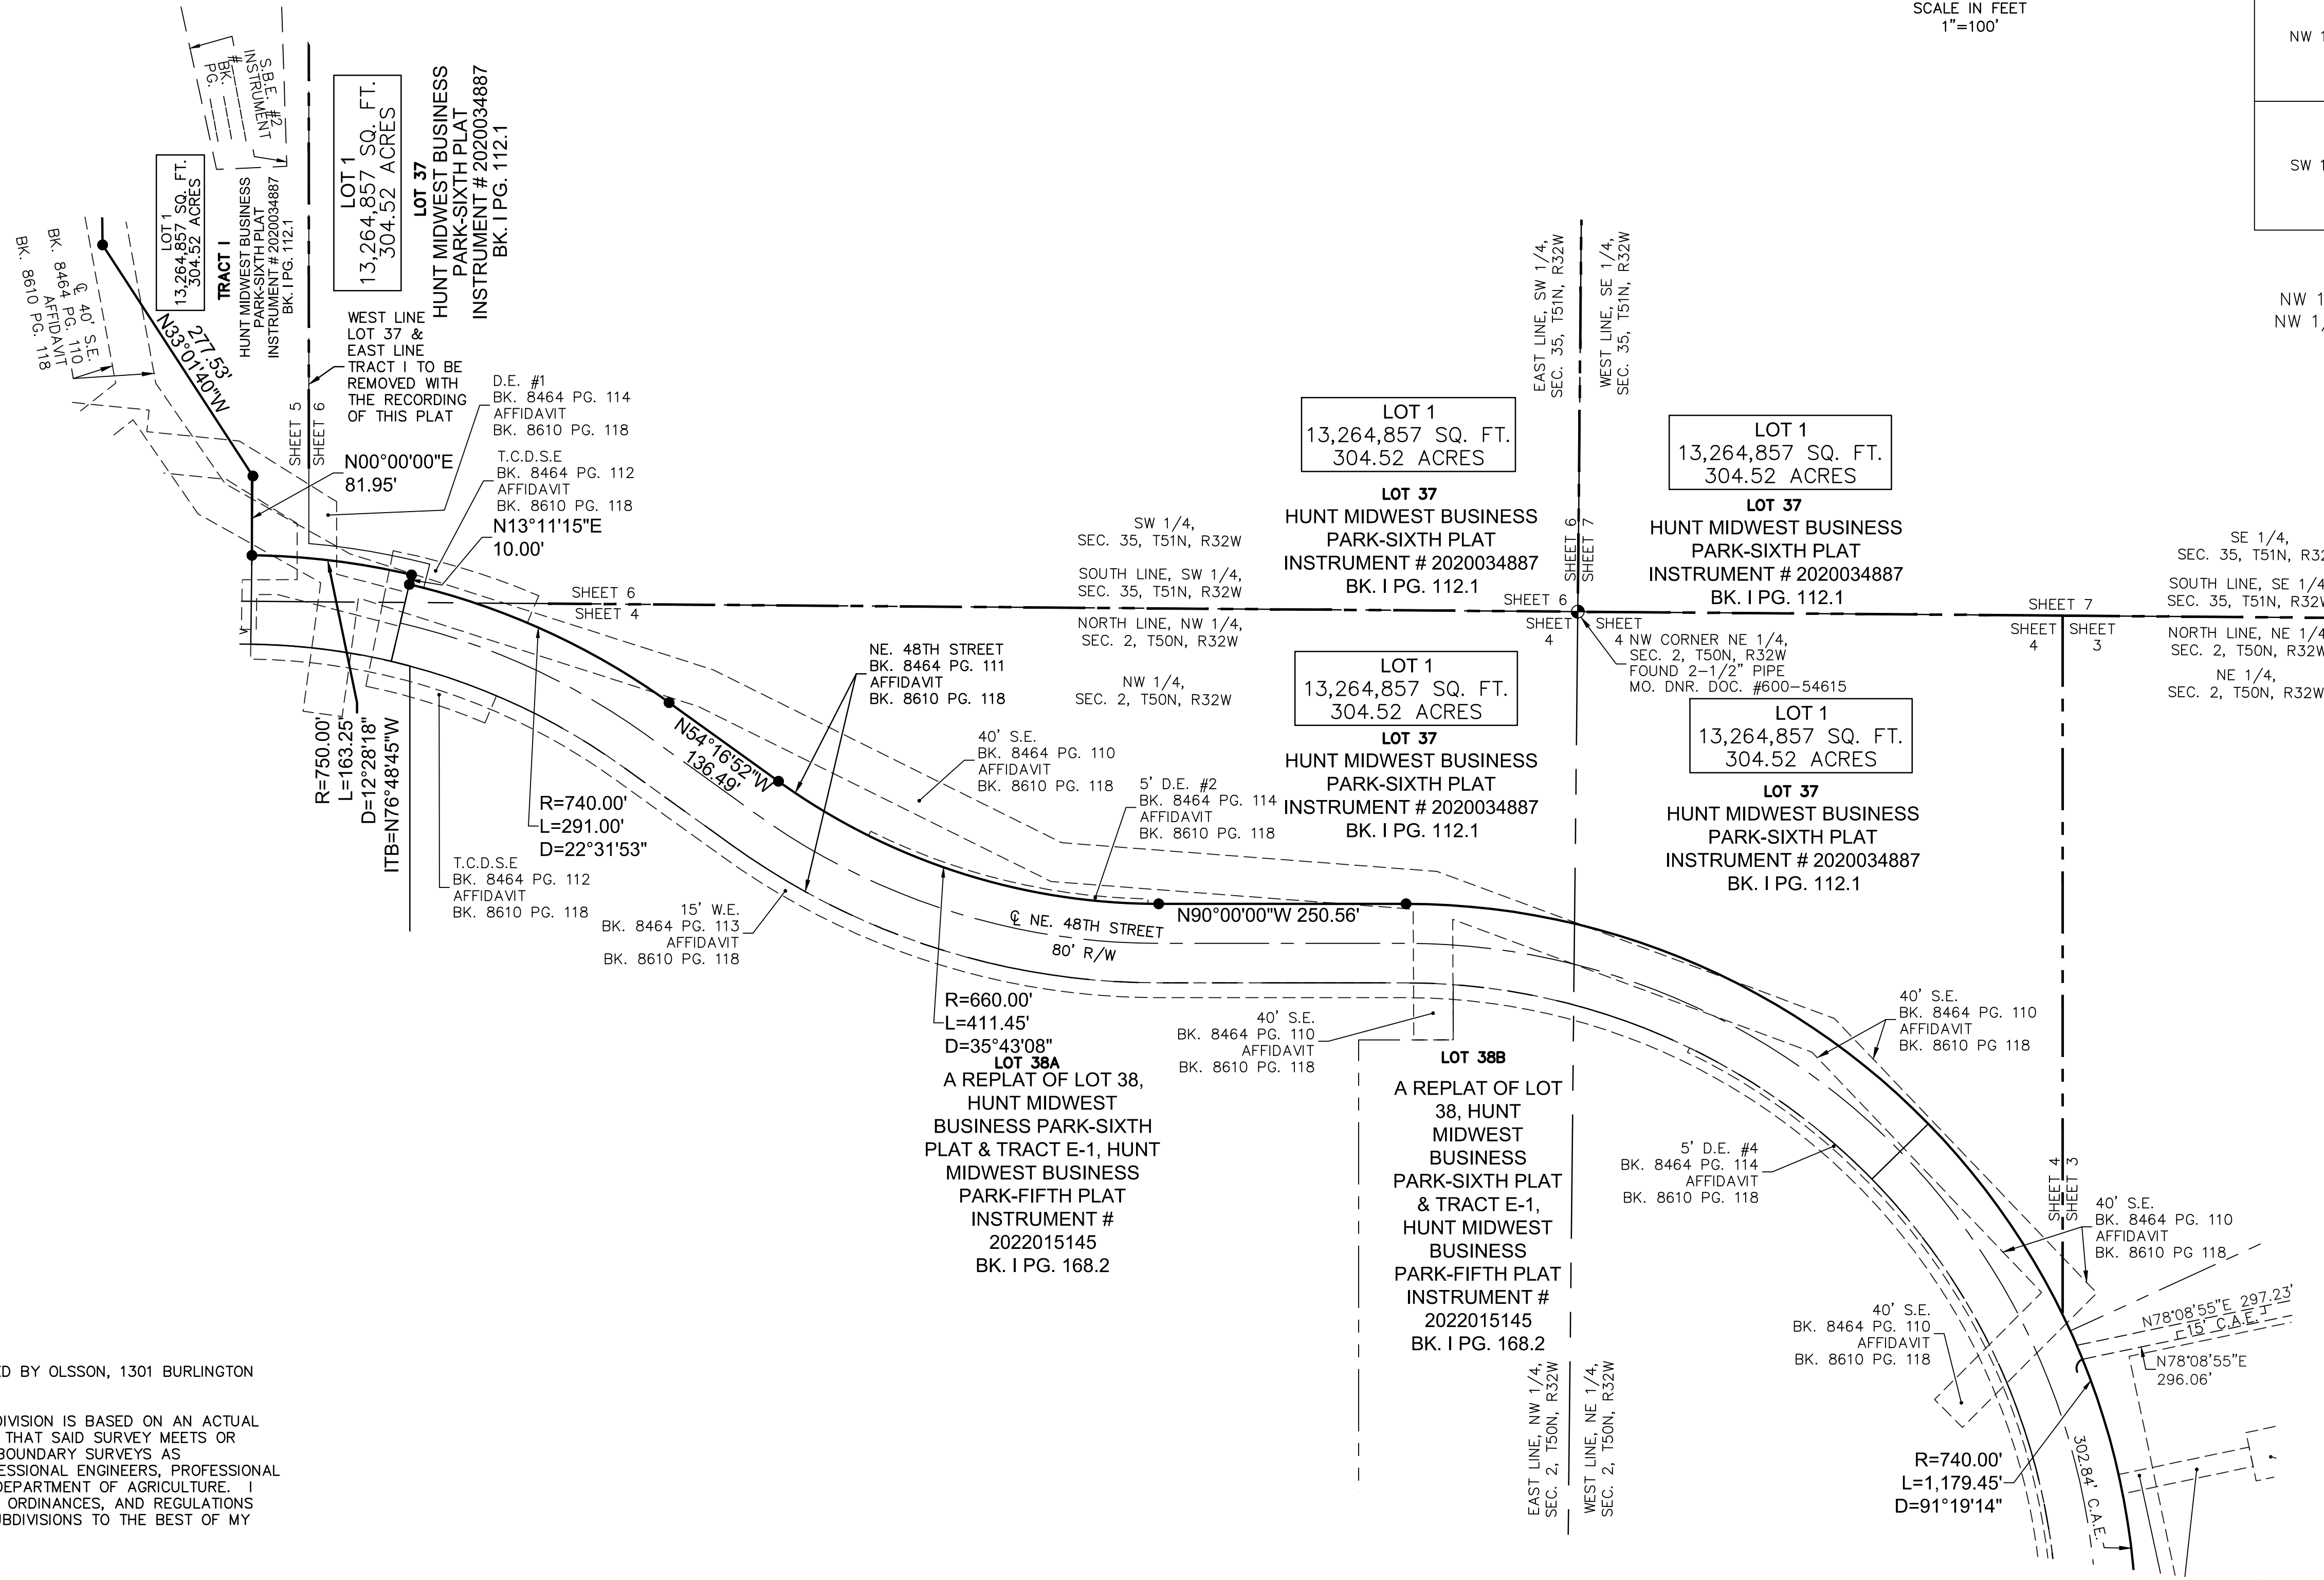 SCALE IN FEET
1"=100'
NW 1
SW 1
NW 1
NW 1/
S.B.E. #2
INSTRUMENT
#
BK.
PG.
LOT 1
13,264,857 SQ. FT.
304.52 ACRES
TRACT I
HUNT MIDWEST BUSINESS
PARK-SIXTH PLAT
INSTRUMENT # 2020034887
BK. I PG. 112.1
LOT 1
13,264,857 SQ. FT.
304.52 ACRES
LOT 37
HUNT MIDWEST BUSINESS
PARK-SIXTH PLAT
INSTRUMENT # 2020034887
BK. I PG. 112.1
℄ 40' S.E.
BK. 8464 PG. 110
AFFIDAVIT
BK. 8610 PG. 118
277.53'
N33°01'40"W
WEST LINE
LOT 37 &
EAST LINE
TRACT I TO BE
REMOVED WITH
THE RECORDING
OF THIS PLAT
SHEET 5
SHEET 6
D.E. #1
BK. 8464 PG. 114
AFFIDAVIT
BK. 8610 PG. 118
N00°00'00"E
81.95'
T.C.D.S.E
BK. 8464 PG. 112
AFFIDAVIT
BK. 8610 PG. 118
N13°11'15"E
10.00'
EAST LINE, SW 1/4,
SEC. 35, T51N, R32W
WEST LINE, SE 1/4,
SEC. 35, T51N, R32W
LOT 1
13,264,857 SQ. FT.
304.52 ACRES
LOT 37
HUNT MIDWEST BUSINESS
PARK-SIXTH PLAT
INSTRUMENT # 2020034887
BK. I PG. 112.1
LOT 1
13,264,857 SQ. FT.
304.52 ACRES
LOT 37
HUNT MIDWEST BUSINESS
PARK-SIXTH PLAT
INSTRUMENT # 2020034887
BK. I PG. 112.1
SW 1/4,
SEC. 35, T51N, R32W
SOUTH LINE, SW 1/4,
SEC. 35, T51N, R32W
SHEET 6
SHEET 7
SE 1/4,
SEC. 35, T51N, R32
SOUTH LINE, SE 1/4
SEC. 35, T51N, R32W
SHEET 6
SHEET 4
SHEET 6
SHEET
4
SHEET
4
SHEET 7
SHEET
4
SHEET
3
NORTH LINE, NW 1/4,
SEC. 2, T50N, R32W
NW 1/4,
SEC. 2, T50N, R32W
NW CORNER NE 1/4,
SEC. 2, T50N, R32W
FOUND 2-1/2" PIPE
MO. DNR. DOC. #600-54615
NORTH LINE, NE 1/4
SEC. 2, T50N, R32W
NE 1/4,
SEC. 2, T50N, R32W
NE. 48TH STREET
BK. 8464 PG. 111
AFFIDAVIT
BK. 8610 PG. 118
LOT 1
13,264,857 SQ. FT.
304.52 ACRES
LOT 37
HUNT MIDWEST BUSINESS
PARK-SIXTH PLAT
INSTRUMENT # 2020034887
BK. I PG. 112.1
LOT 1
13,264,857 SQ. FT.
304.52 ACRES
LOT 37
HUNT MIDWEST BUSINESS
PARK-SIXTH PLAT
INSTRUMENT # 2020034887
BK. I PG. 112.1
R=750.00'
L=163.25'
D=12°28'18"
ITB=N76°48'45"W
N54°16'52"W
136.49'
40' S.E.
BK. 8464 PG. 110
AFFIDAVIT
BK. 8610 PG. 118
5' D.E. #2
BK. 8464 PG. 114
AFFIDAVIT
BK. 8610 PG. 118
R=740.00'
L=291.00'
D=22°31'53"
T.C.D.S.E
BK. 8464 PG. 112
AFFIDAVIT
BK. 8610 PG. 118
15' W.E.
BK. 8464 PG. 113
AFFIDAVIT
BK. 8610 PG. 118
℄ NE. 48TH STREET
80' R/W
N90°00'00"W 250.56'
R=660.00'
L=411.45'
D=35°43'08"
LOT 38A
A REPLAT OF LOT 38,
HUNT MIDWEST
BUSINESS PARK-SIXTH
PLAT & TRACT E-1, HUNT
MIDWEST BUSINESS
PARK-FIFTH PLAT
INSTRUMENT #
2022015145
BK. I PG. 168.2
40' S.E.
BK. 8464 PG. 110
AFFIDAVIT
BK. 8610 PG. 118
LOT 38B
A REPLAT OF LOT
38, HUNT
MIDWEST
BUSINESS
PARK-SIXTH PLAT
& TRACT E-1,
HUNT MIDWEST
BUSINESS
PARK-FIFTH PLAT
INSTRUMENT #
2022015145
BK. I PG. 168.2
40' S.E.
BK. 8464 PG. 110
AFFIDAVIT
BK. 8610 PG 118
5' D.E. #4
BK. 8464 PG. 114
AFFIDAVIT
BK. 8610 PG. 118
SHEET 4
SHEET 3
40' S.E.
BK. 8464 PG. 110
AFFIDAVIT
BK. 8610 PG 118
40' S.E.
BK. 8464 PG. 110
AFFIDAVIT
BK. 8610 PG. 118
N78°08'55"E 297.23'
15' C.A.E.
N78°08'55"E
296.06'
EAST LINE, NW 1/4,
SEC. 2, T50N, R32W
WEST LINE, NE 1/4,
SEC. 2, T50N, R32W
R=740.00'
L=1,179.45'
D=91°19'14"
302.84' C.A.E.
ED BY OLSSON, 1301 BURLINGTON
DIVISION IS BASED ON AN ACTUAL
THAT SAID SURVEY MEETS OR
BOUNDARY SURVEYS AS
ESSIONAL ENGINEERS, PROFESSIONAL
DEPARTMENT OF AGRICULTURE. I
ORDINANCES, AND REGULATIONS
UBDIVISIONS TO THE BEST OF MY